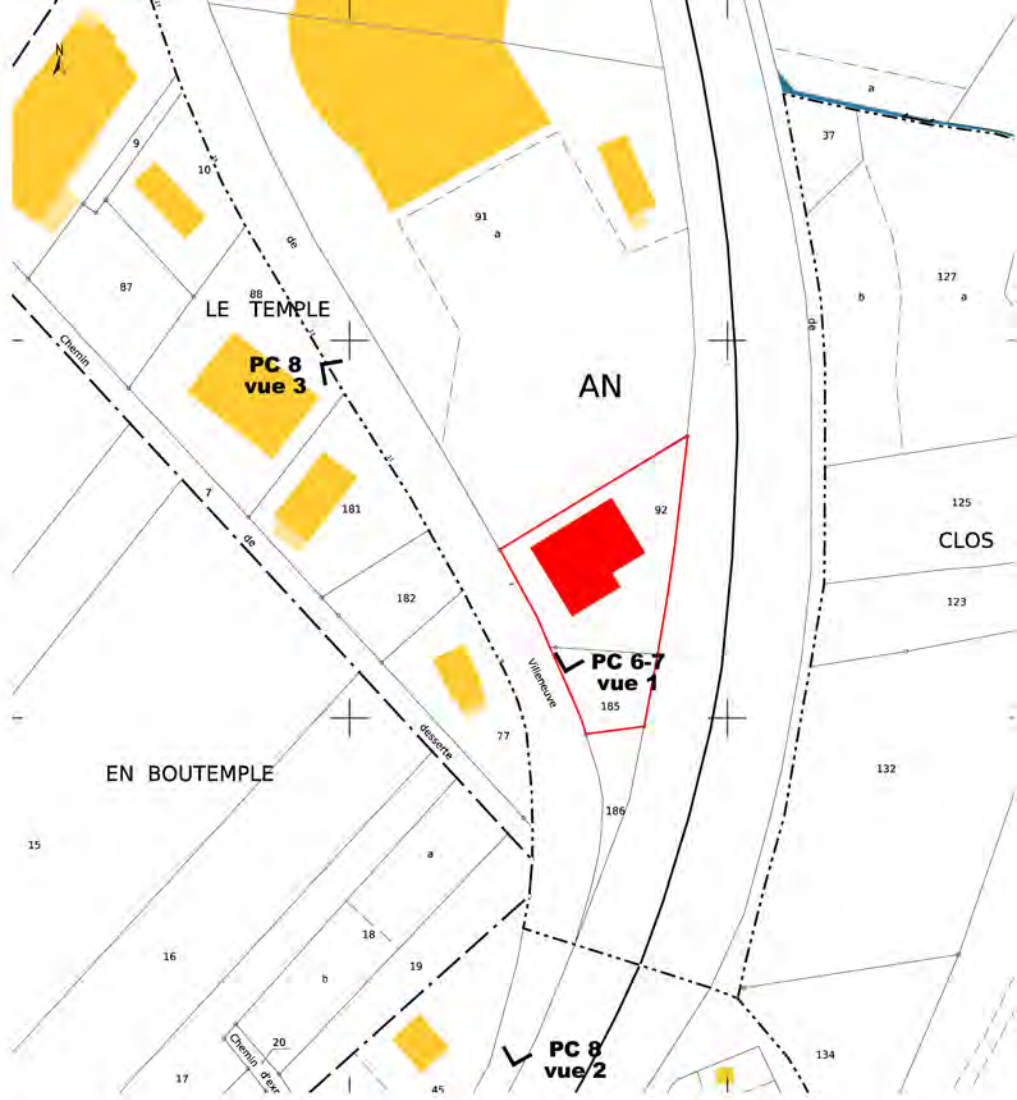 N
a
37
9
10
de
91
a
87
88
LE TEMPLE
127
b
a
de
Chemin
PC 8
vue 3
AN
7
de
181
92
125
CLOS
182
123
Villeneuve
PC 6-7
vue 1
185
desserte
77
EN BOUTEMPLE
132
186
15
a
18
16
19
b
20
Chemin d'exp
PC 8
vue 2
134
17
45